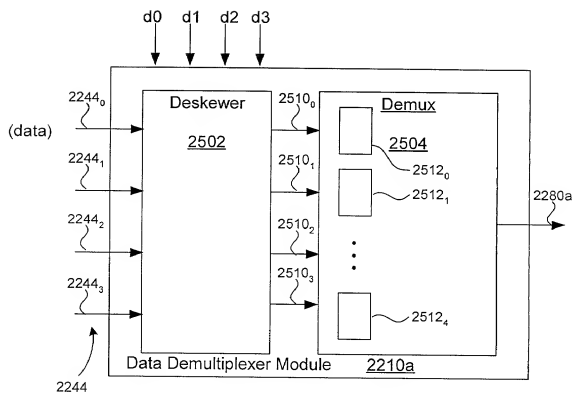 d0 d1 d2 d3
2244₀ Deskewer 2510₀ Demux
(data) 2502 2504
2512₀
2244₁ 2510₁ 2512₁
2280a
2244₂ 2510₂
2244₃ 2510₃
2512₄
2244 Data Demultiplexer Module 2210a